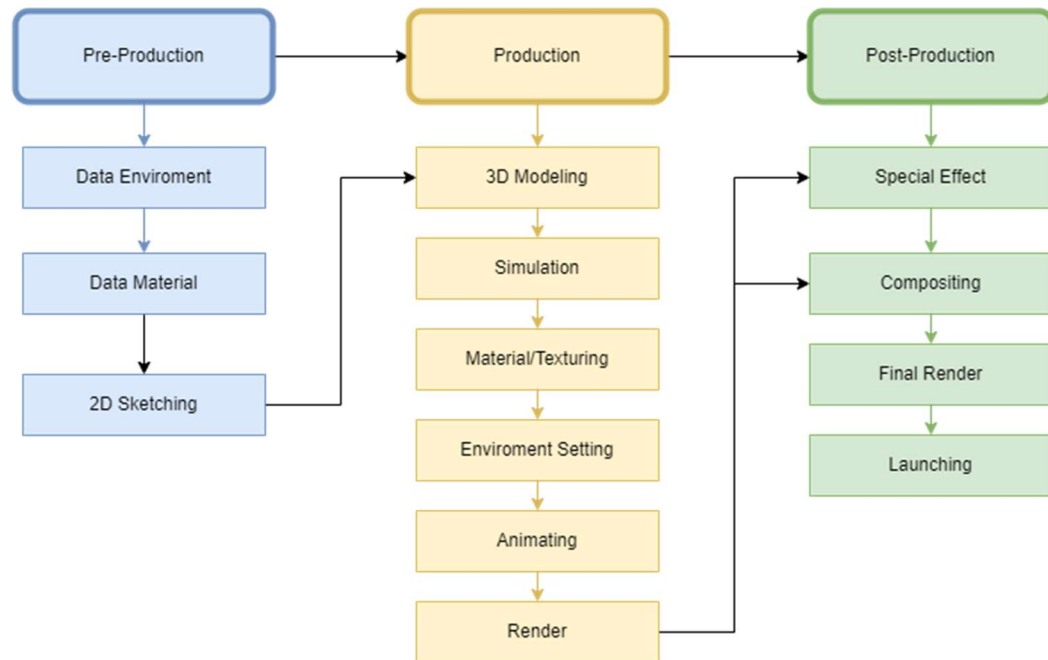 Pre-Production
Production
Post-Production
Data Enviroment
3D Modeling
Special Effect
Data Material
Simulation
Compositing
Material/Texturing
Final Render
2D Sketching
Enviroment Setting
Launching
Animating
Render